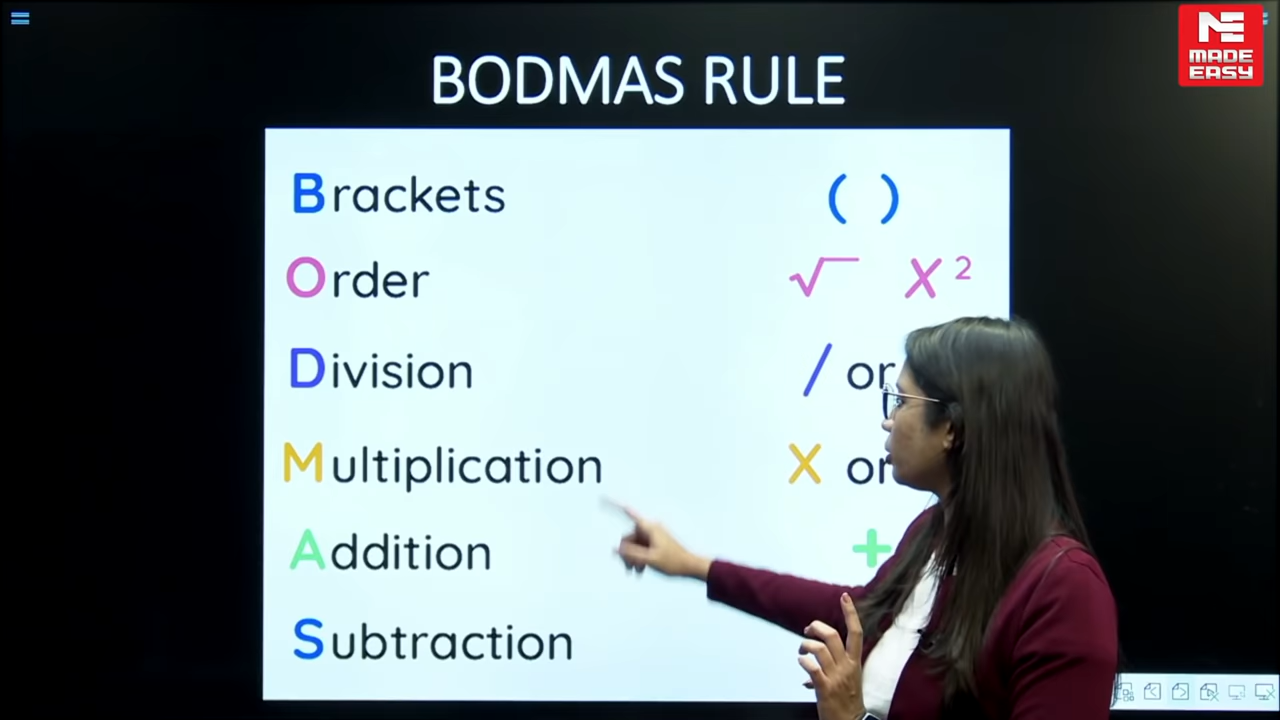 BODMAS RULE
MADE
EASY
Brackets ( )
Order √ X²
Division / or
Multiplication X or
Addition +
Subtraction